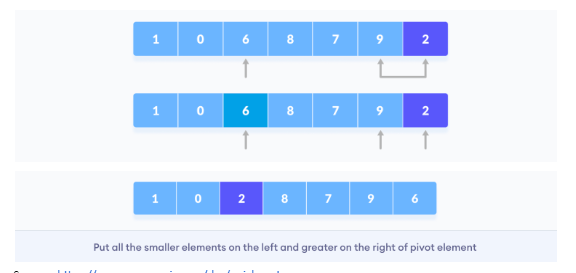 1 0 6 8 7 9 2
1 0 6 8 7 9 2
1 0 2 8 7 9 6
Put all the smaller elements on the left and greater on the right of pivot element